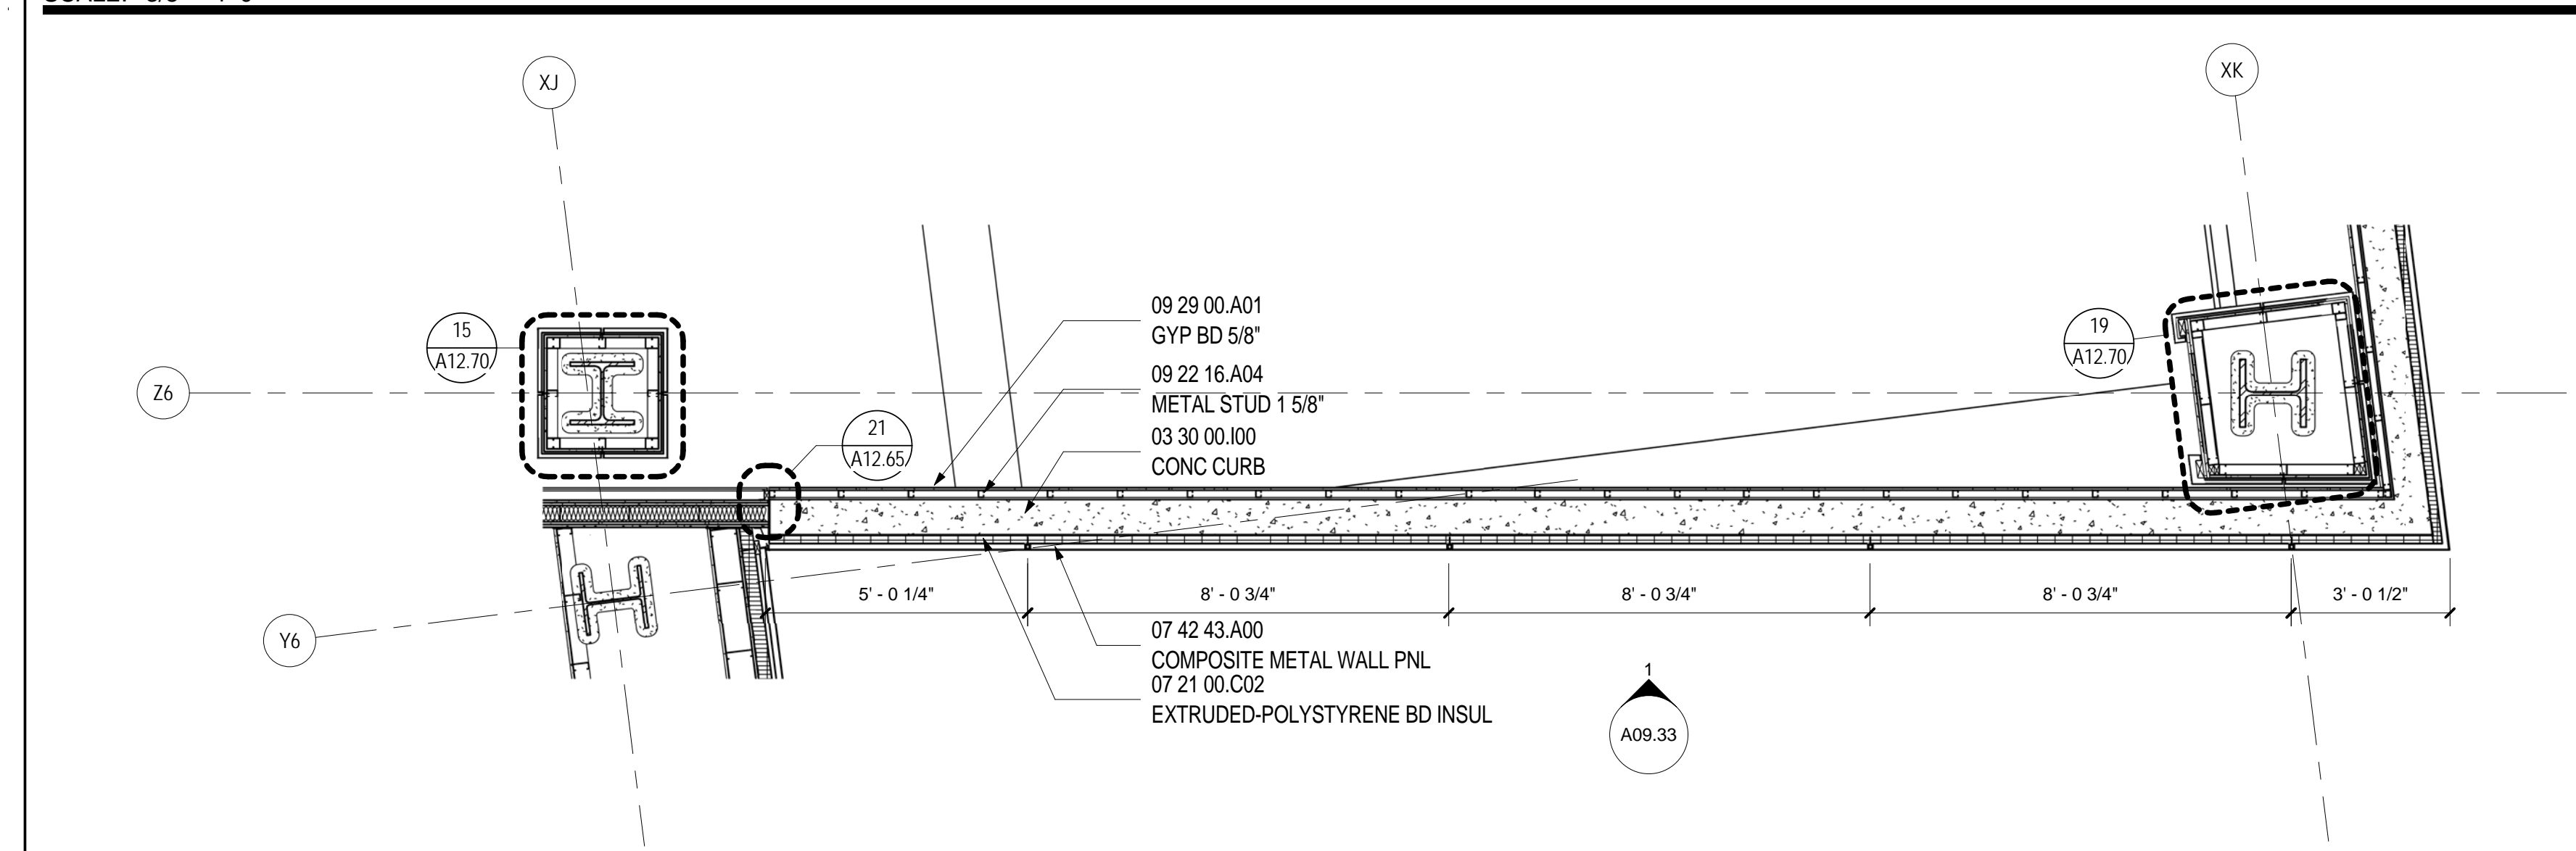 XJ
XK
09 29 00.A01
GYP BD 5/8"
15
A12.70
19
A12.70
09 22 16.A04
METAL STUD 1 5/8"
Z6
21
A12.65
03 30 00.I00
CONC CURB
5' - 0 1/4"
8' - 0 3/4"
8' - 0 3/4"
8' - 0 3/4"
3' - 0 1/2"
Y6
07 42 43.A00
COMPOSITE METAL WALL PNL
07 21 00.C02
EXTRUDED-POLYSTYRENE BD INSUL
1
A09.33